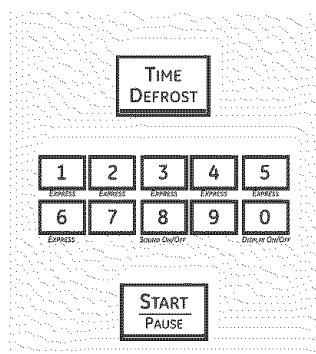 TIME
DEFROST
1 2 3 4 5
EXPRESS EXPRESS EXPRESS EXPRESS EXPRESS
6 7 8 9 0
EXPRESS SOUND ON/OFF DISPLAY ON/OFF
START
PAUSE